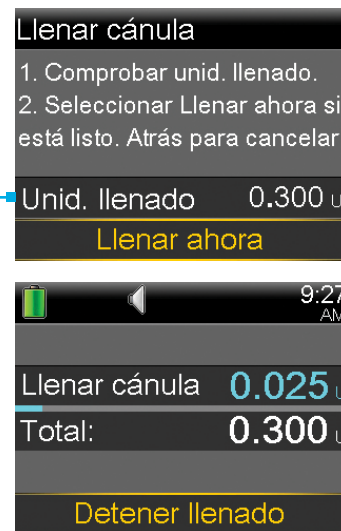 Llenar cánula
1. Comprobar unid. llenado.
2. Seleccionar Llenar ahora si
está listo. Atrás para cancelar
Unid. llenado 0.300 U
Llenar ahora
9:27
AM
Llenar cánula 0.025 U
Total: 0.300 U
Detener llenado